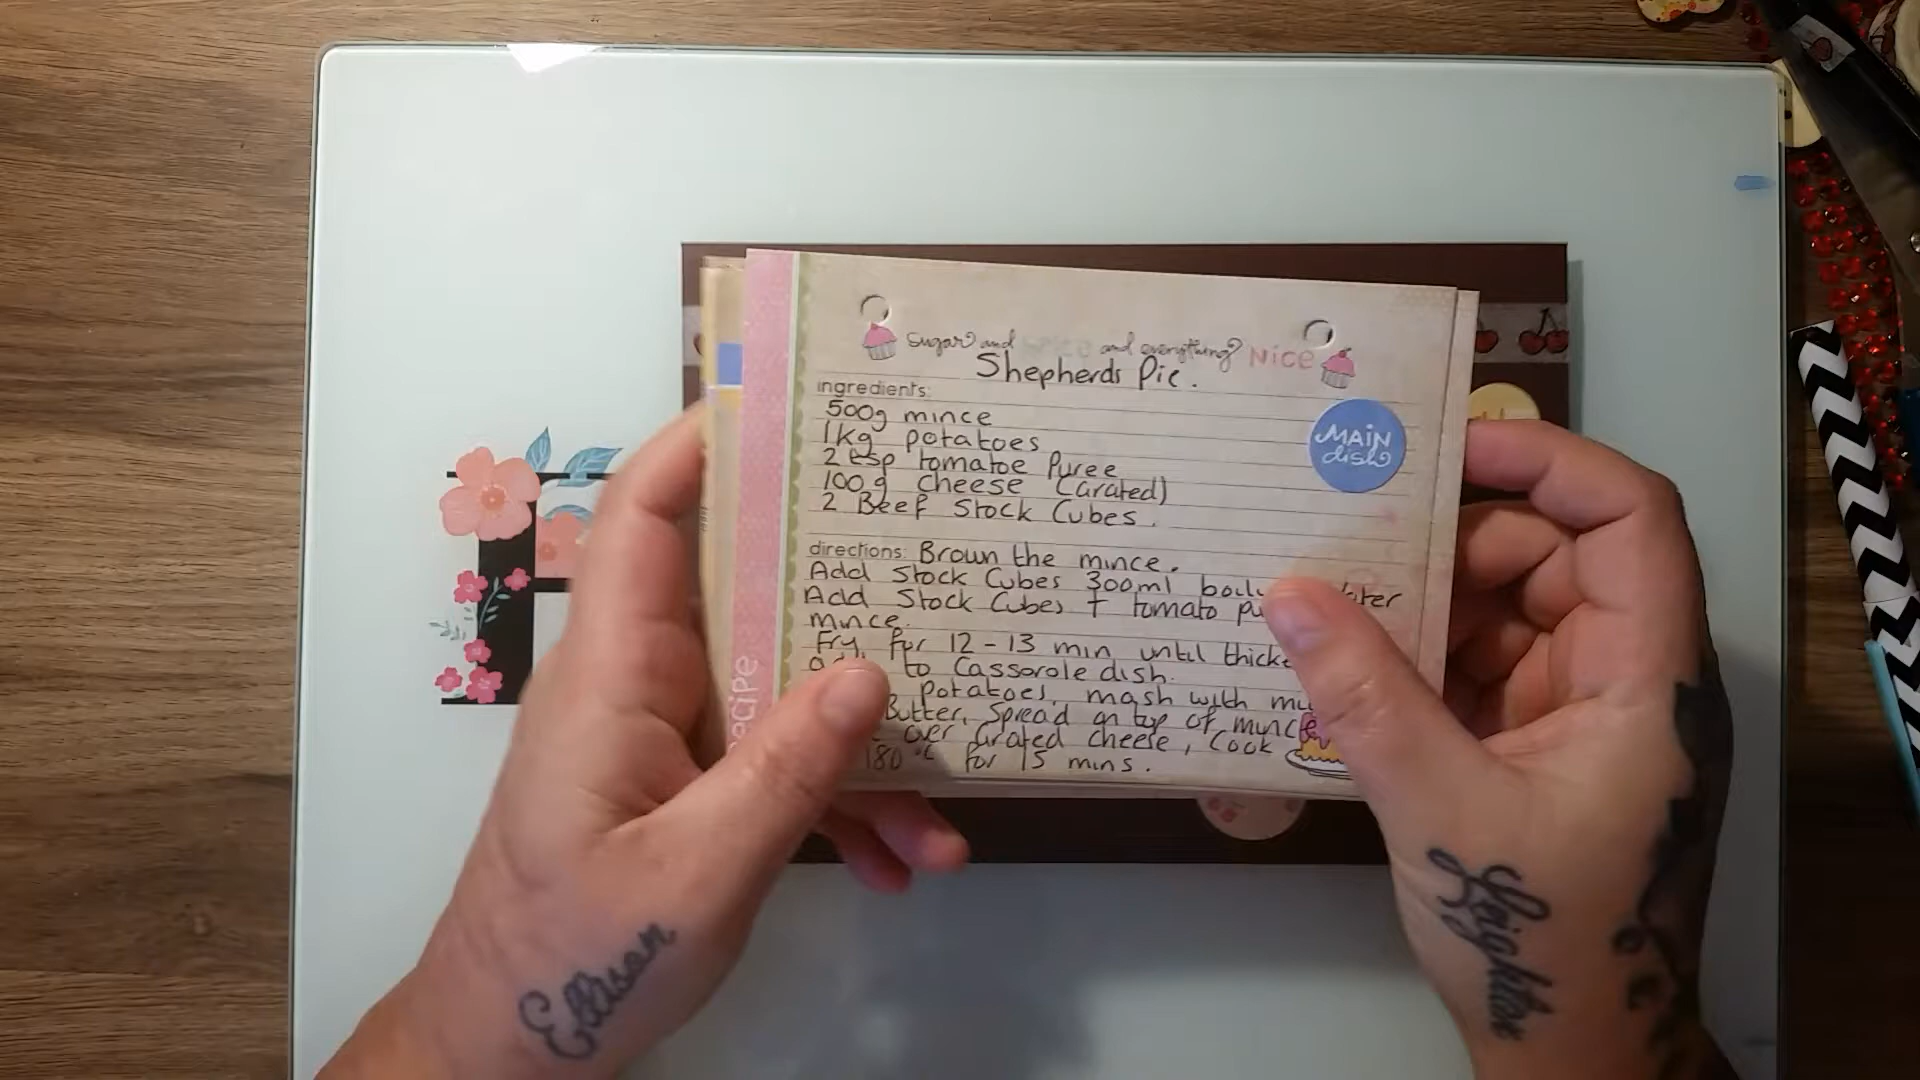 sugar and spice and everything Nice
Shepherds Pie.
ingredients:
500g mince
1kg potatoes
2 tsp tomatoe Puree
100g cheese (Grated)
2 Beef Stock Cubes.
MAIN
dish
directions: Brown the mince.
Add Stock Cubes 300ml
Add Stock Cubes + tomato
mince.
Fry for 12-13 min until
to Casserole dish.
potatoes, mash with
Butter, Spread on top of
over Grated cheese, Cook
180°C for 15 mins.
Ellison
Leighton